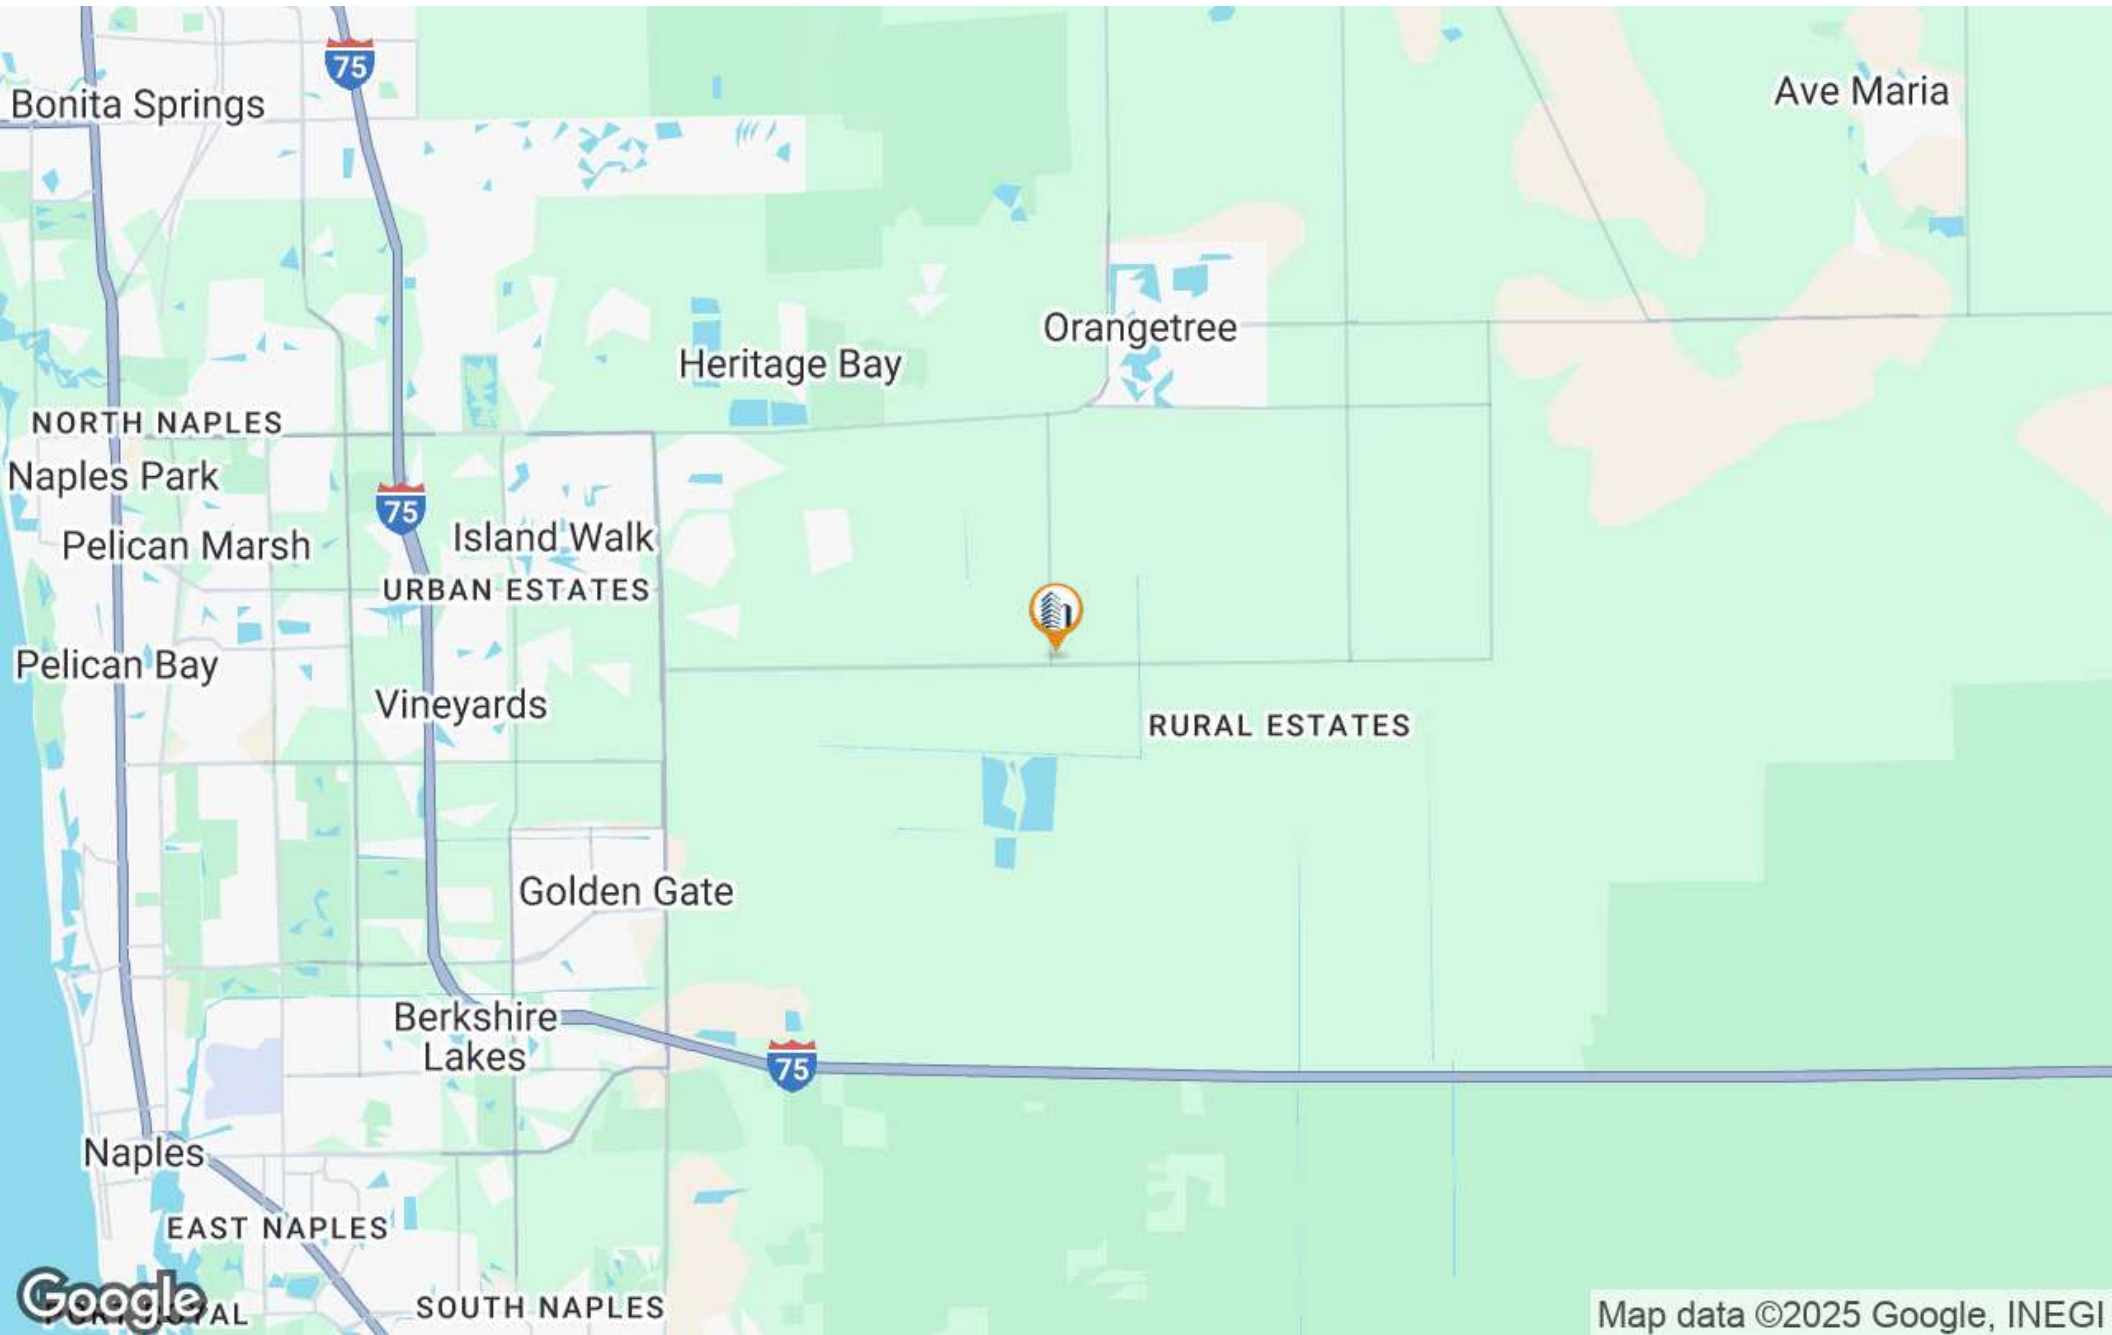 75
Ave Maria
Bonita Springs
Orangetree
Heritage Bay
NORTH NAPLES
Naples Park
75
Island Walk
Pelican Marsh
URBAN ESTATES
Pelican Bay
Vineyards
RURAL ESTATES
Golden Gate
Berkshire
Lakes
75
Naples
EAST NAPLES
Google
PORT ROYAL
SOUTH NAPLES
Map data ©2025 Google, INEGI